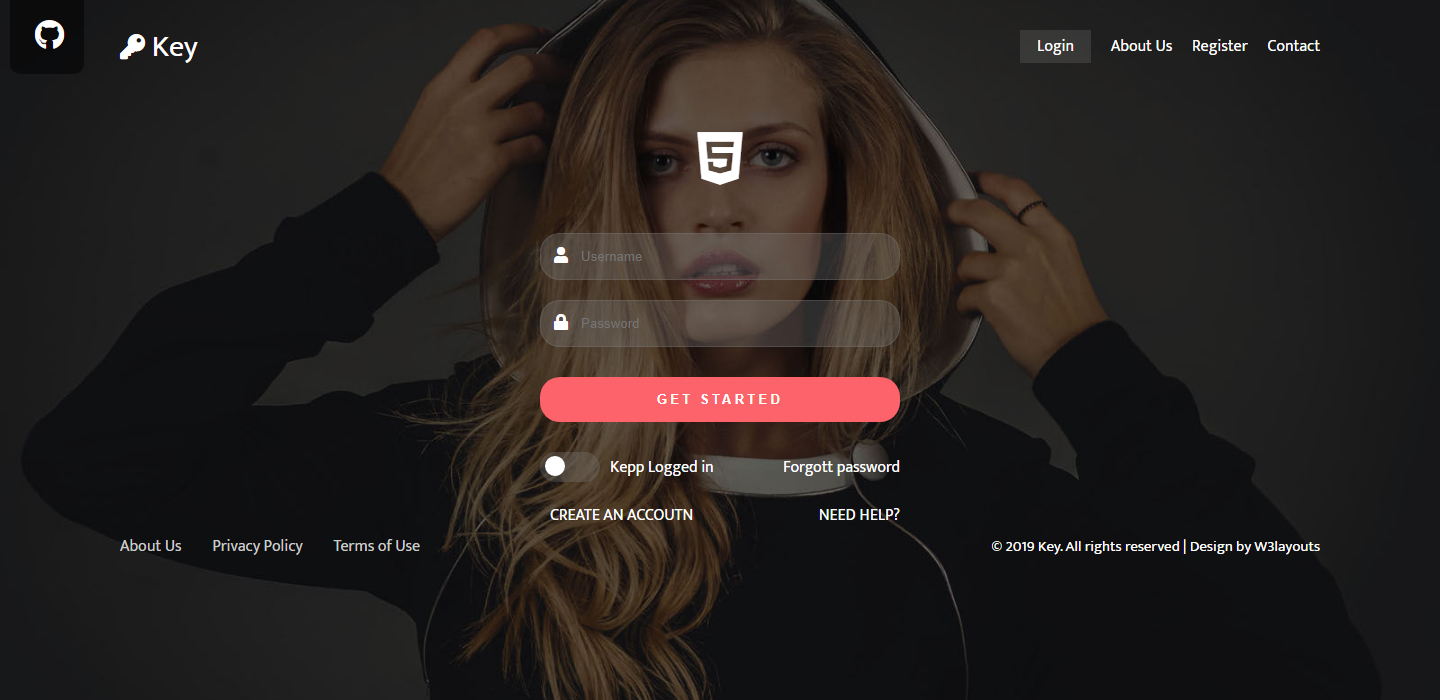 Key
Login About Us Register Contact
Username
Password
GET STARTED
Kepp Logged in Forgott password
CREATE AN ACCOUTN NEED HELP?
About Us Privacy Policy Terms of Use © 2019 Key. All rights reserved | Design by W3layouts